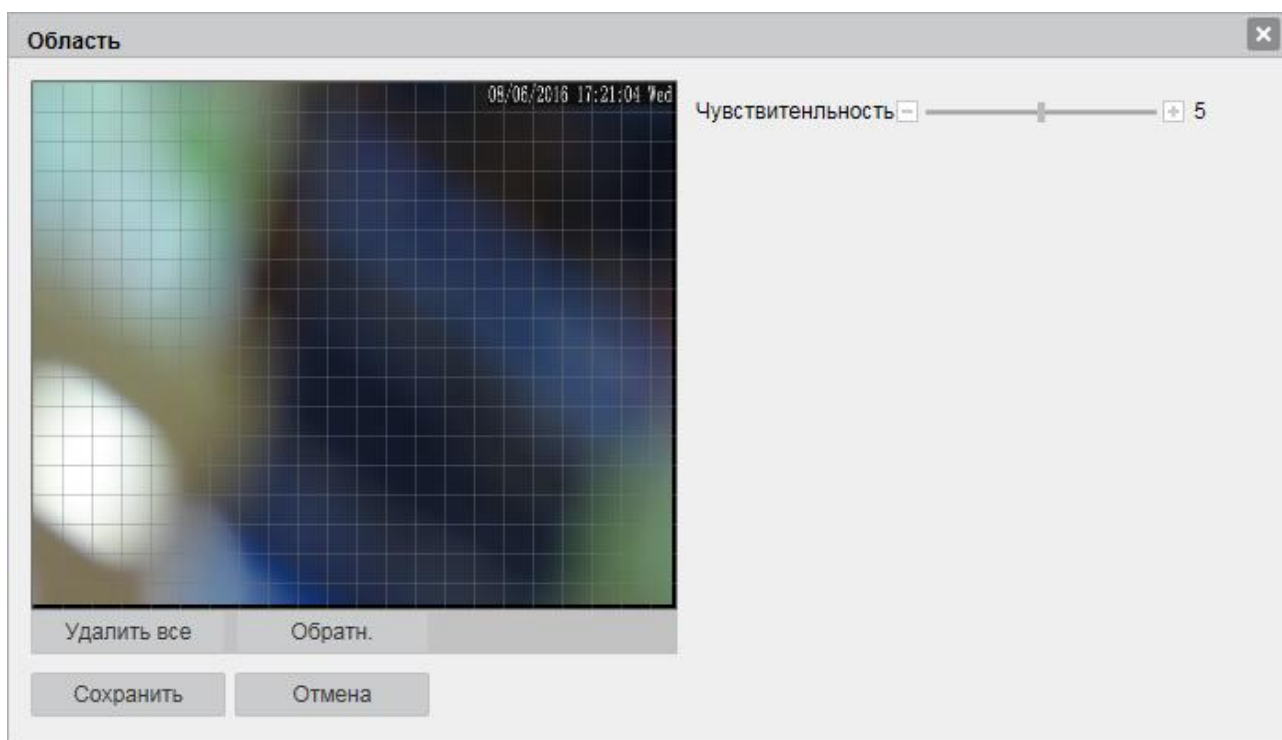 Область
08/06/2016 17:21:04 Wed
Чувствитенльность 5
Удалить все Обратн.
Сохранить Отмена